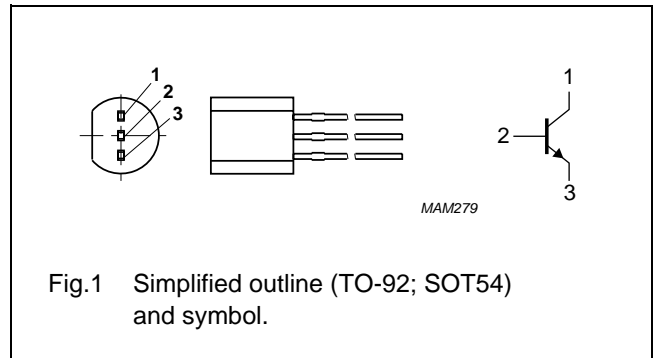 1
2
3
1
2
3
MAM279
Fig.1 Simplified outline (TO-92; SOT54)
and symbol.